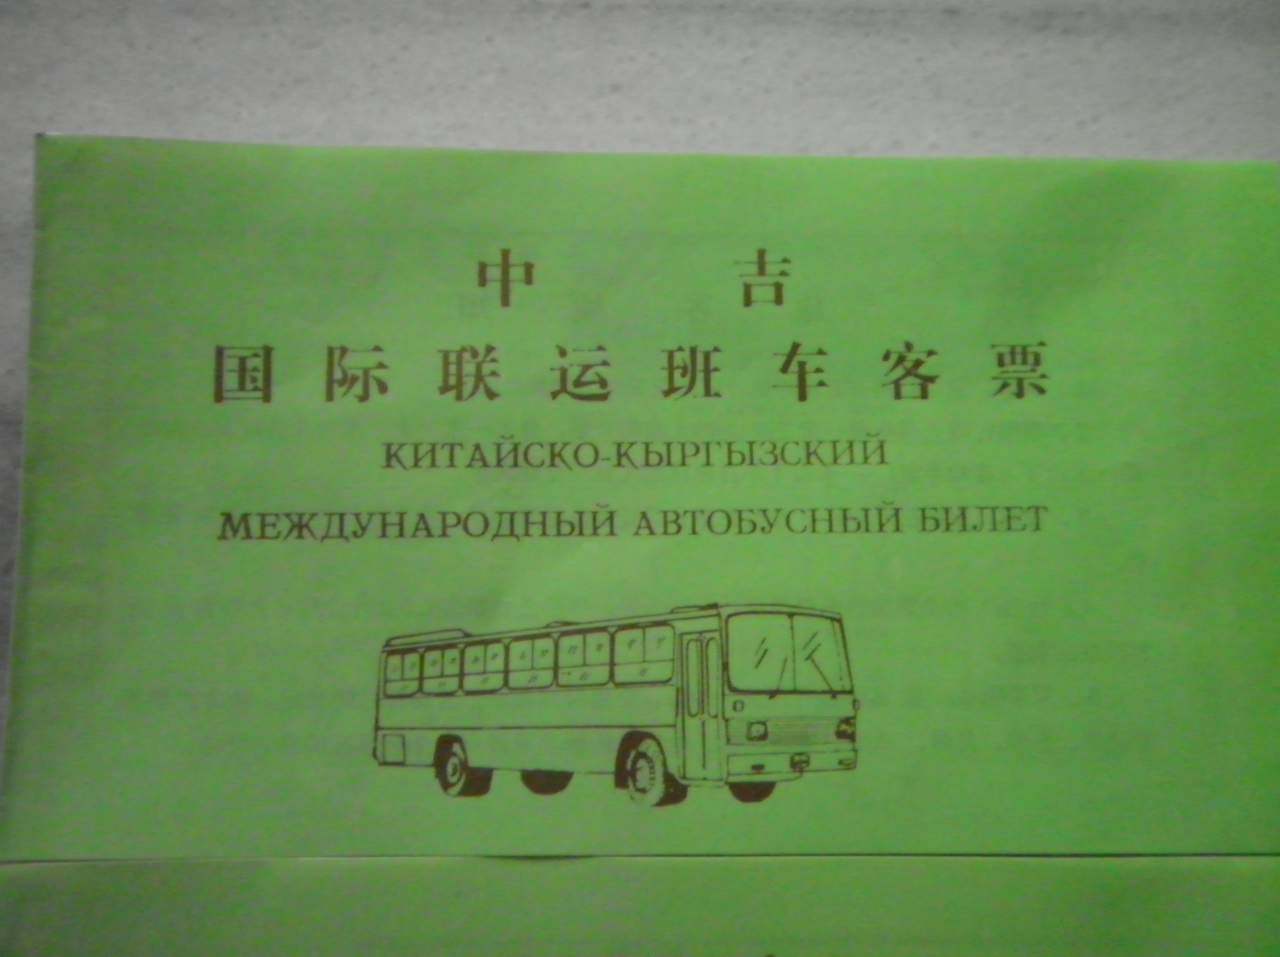 中 吉
国际联运班车客票
КИТАЙСКО-КЫРГЫЗСКИЙ
МЕЖДУНАРОДНЫЙ АВТОБУСНЫЙ БИЛЕТ